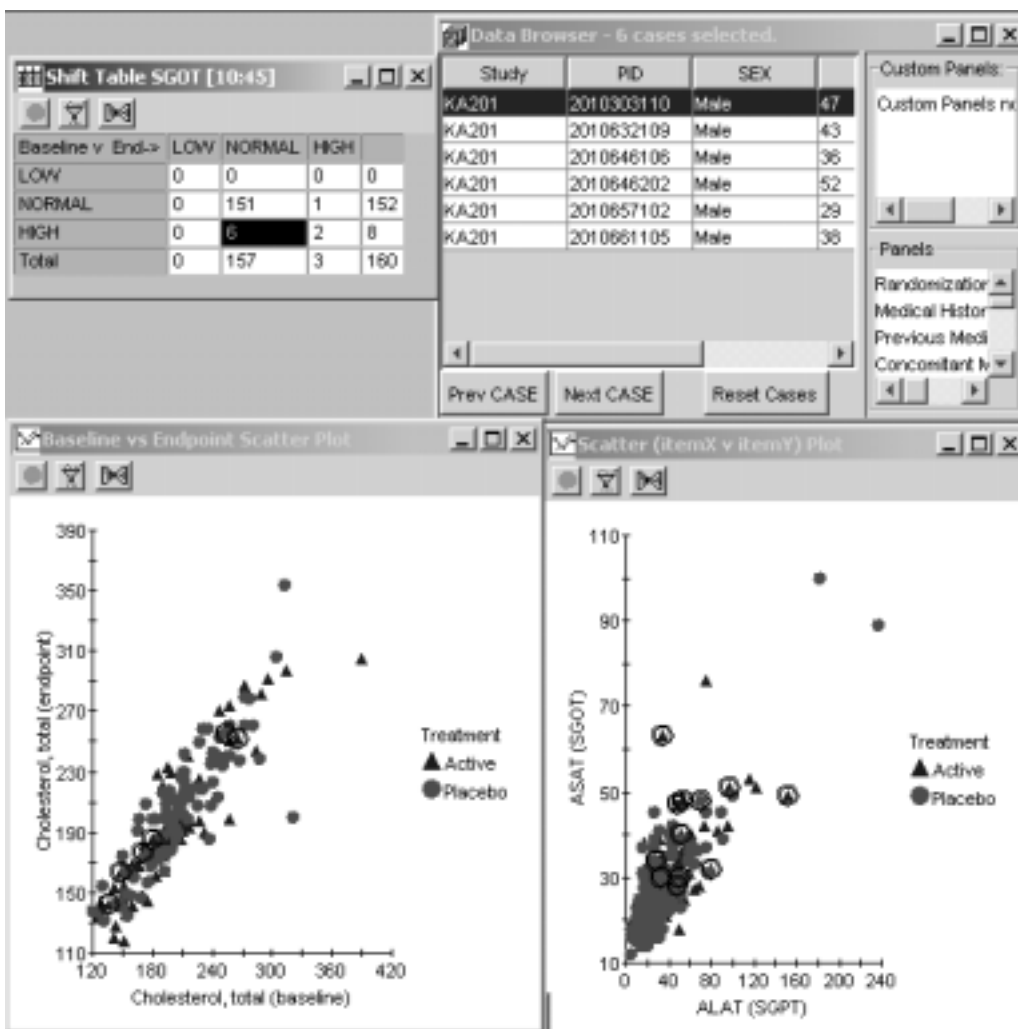 Shift Table SGOT [10:45]
Baseline v End-> LOW NORMAL HIGH
LOW 0 0 0 0
NORMAL 0 151 1 152
HIGH 0 6 2 8
Total 0 157 3 160
Data Browser - 6 cases selected.
Study PID SEX
KA201 2010303110 Male 47
KA201 2010632109 Male 43
KA201 2010646106 Male 36
KA201 2010646202 Male 52
KA201 2010657102 Male 29
KA201 2010661105 Male 38
Prev CASE Next CASE Reset Cases
Custom Panels:
Custom Panels no
Panels
Randomization
Medical Histor
Previous Medi
Concomitant M
Baseline vs Endpoint Scatter Plot
390
350
310
270
230
190
150
110
Cholesterol, total (endpoint)
120 180 240 300 360 420
Cholesterol, total (baseline)
Treatment
Active
Placebo
Scatter (itemX v itemY) Plot
110
90
70
50
30
10
ASAT (SGOT)
0 40 80 120 160 200 240
ALAT (SGPT)
Treatment
Active
Placebo